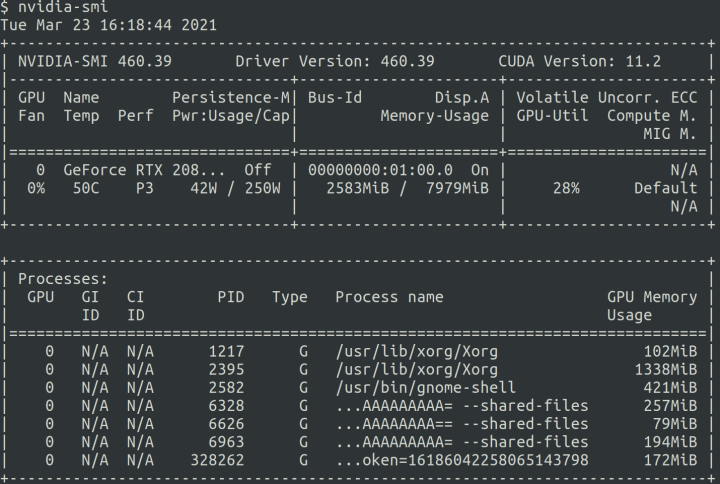 $ nvidia-smi
Tue Mar 23 16:18:44 2021
+-----------------------------------------------------------------------------+
| NVIDIA-SMI 460.39       Driver Version: 460.39       CUDA Version: 11.2     |
|-------------------------------+----------------------+----------------------+
| GPU  Name        Persistence-M| Bus-Id        Disp.A | Volatile Uncorr. ECC |
| Fan  Temp  Perf  Pwr:Usage/Cap|         Memory-Usage | GPU-Util  Compute M. |
|                               |                      |               MIG M. |
|===============================+======================+======================|
|   0  GeForce RTX 208...  Off  | 00000000:01:00.0  On |                  N/A |
|  0%   50C    P3    42W / 250W |   2583MiB /  7979MiB |     28%      Default |
|                               |                      |                  N/A |
+-------------------------------+----------------------+----------------------+
+-----------------------------------------------------------------------------+
| Processes:                                                                  |
|  GPU   GI   CI        PID   Type   Process name                  GPU Memory |
|        ID   ID                                                   Usage      |
|=============================================================================|
|    0   N/A  N/A      1217      G   /usr/lib/xorg/Xorg                102MiB |
|    0   N/A  N/A      2395      G   /usr/lib/xorg/Xorg               1338MiB |
|    0   N/A  N/A      2582      G   /usr/bin/gnome-shell              421MiB |
|    0   N/A  N/A      6328      G   ...AAAAAAAAA= --shared-files      257MiB |
|    0   N/A  N/A      6626      G   ...AAAAAAAA== --shared-files       79MiB |
|    0   N/A  N/A      6963      G   ...AAAAAAAAA= --shared-files      194MiB |
|    0   N/A  N/A    328262      G   ...oken=16186042258065143798      172MiB |
+-----------------------------------------------------------------------------+